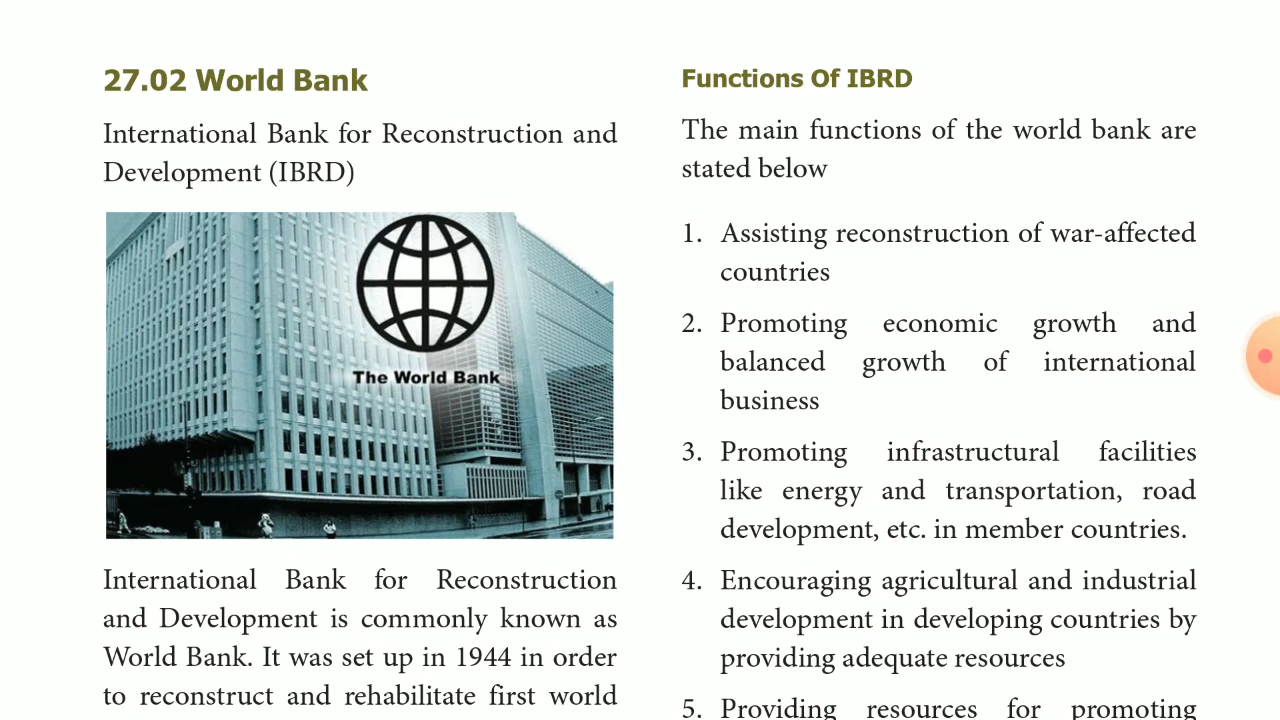 27.02 World Bank
International Bank for Reconstruction and
Development (IBRD)
The World Bank
International Bank for Reconstruction
and Development is commonly known as
World Bank. It was set up in 1944 in order
to reconstruct and rehabilitate first world
Functions Of IBRD
The main functions of the world bank are
stated below
1. Assisting reconstruction of war-affected
countries
2. Promoting economic growth and
balanced growth of international
business
3. Promoting infrastructural facilities
like energy and transportation, road
development, etc. in member countries.
4. Encouraging agricultural and industrial
development in developing countries by
providing adequate resources
5. Providing resources for promoting